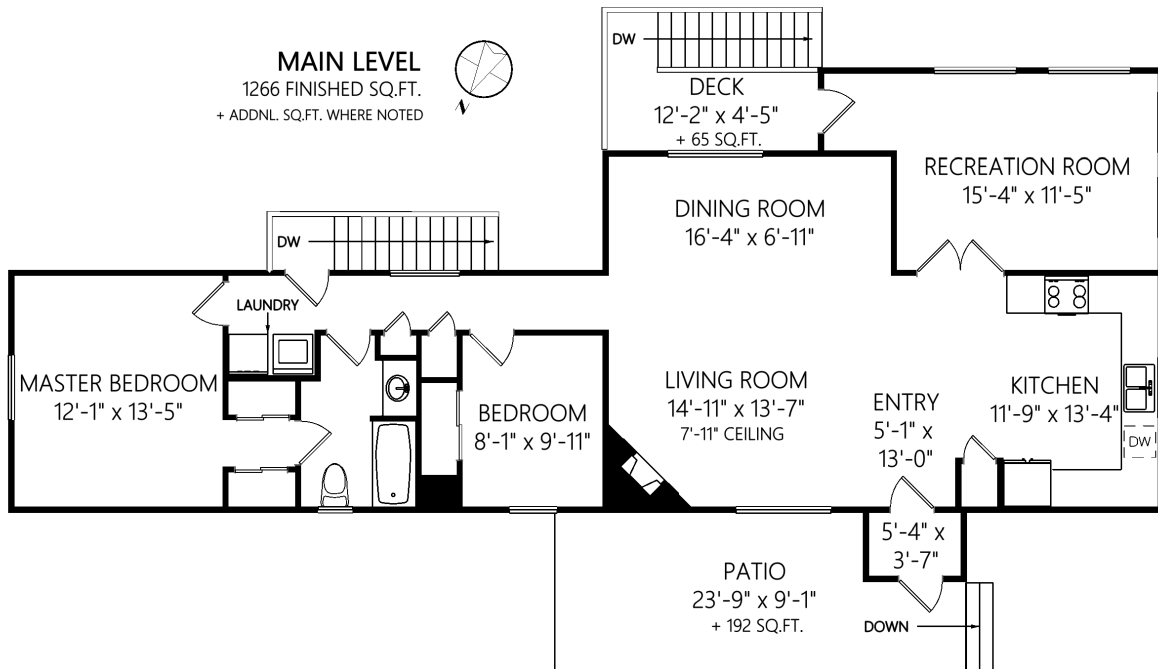 MAIN LEVEL
1266 FINISHED SQ.FT.
+ ADDNL. SQ.FT. WHERE NOTED
N
DW
DECK
12'-2" x 4'-5"
+ 65 SQ.FT.
RECREATION ROOM
15'-4" x 11'-5"
DINING ROOM
16'-4" x 6'-11"
DW
LAUNDRY
MASTER BEDROOM
12'-1" x 13'-5"
BEDROOM
8'-1" x 9'-11"
LIVING ROOM
14'-11" x 13'-7"
7'-11" CEILING
ENTRY
5'-1" x
13'-0"
KITCHEN
11'-9" x 13'-4"
DW
5'-4" x
3'-7"
PATIO
23'-9" x 9'-1"
+ 192 SQ.FT.
DOWN